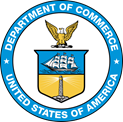 DEPARTMENT OF COMMERCE
UNITED STATES OF AMERICA